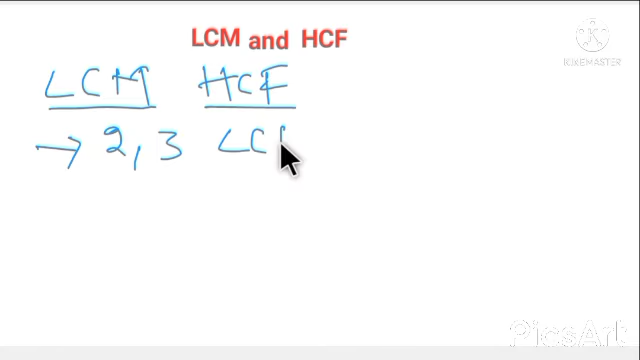 LCM and HCF
KINEMASTER
LCM HCF
→ 2, 3 LC
PicsArt